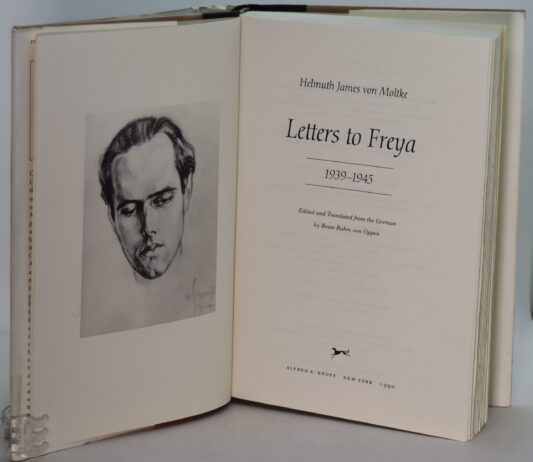 Helmuth James von Moltke
Letters to Freya
1939–1945
Edited and Translated from the German
by Beate Ruhm von Oppen
ALFRED A. KNOPF NEW YORK 1990